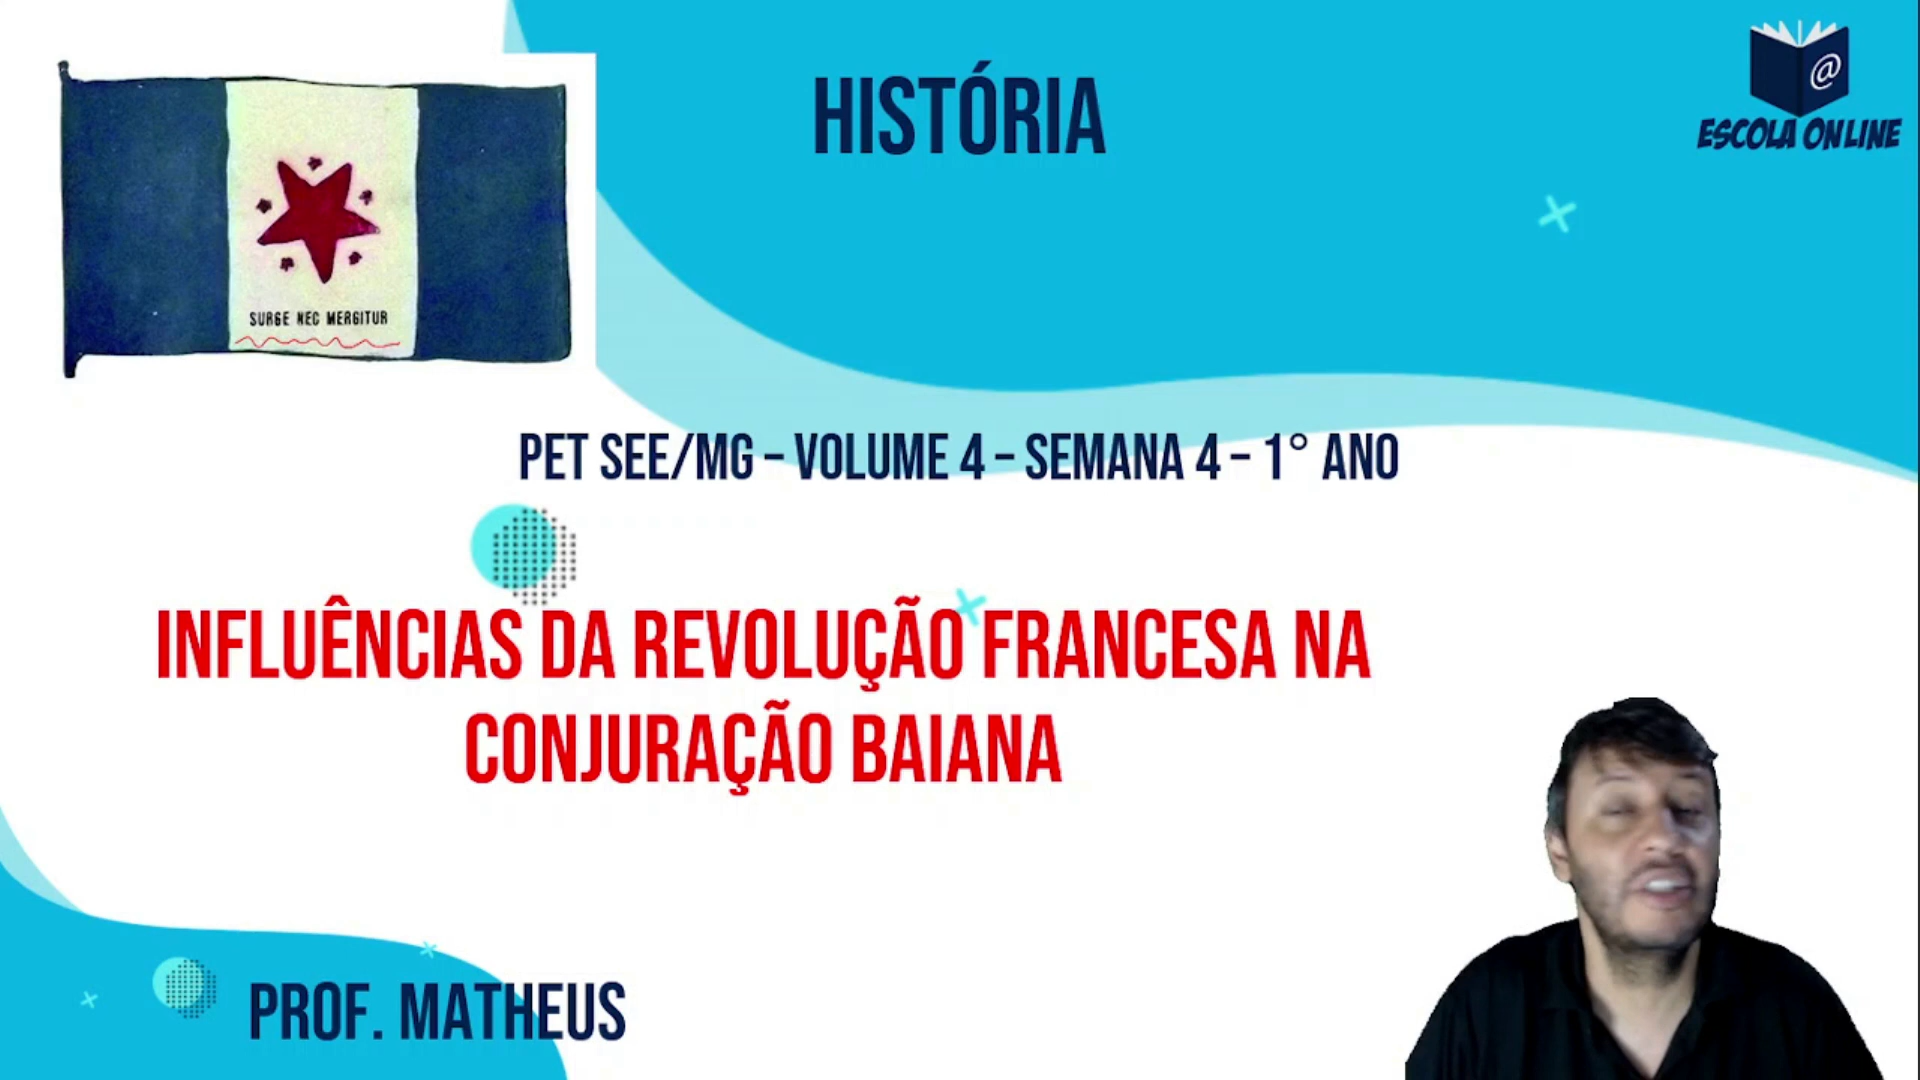 HISTÓRIA
@
ESCOLA ONLINE
SURGE NEC MERGITUR
PET SEE/MG – VOLUME 4 – SEMANA 4 – 1° ANO
INFLUÊNCIAS DA REVOLUÇÃO FRANCESA NA
CONJURAÇÃO BAIANA
PROF. MATHEUS